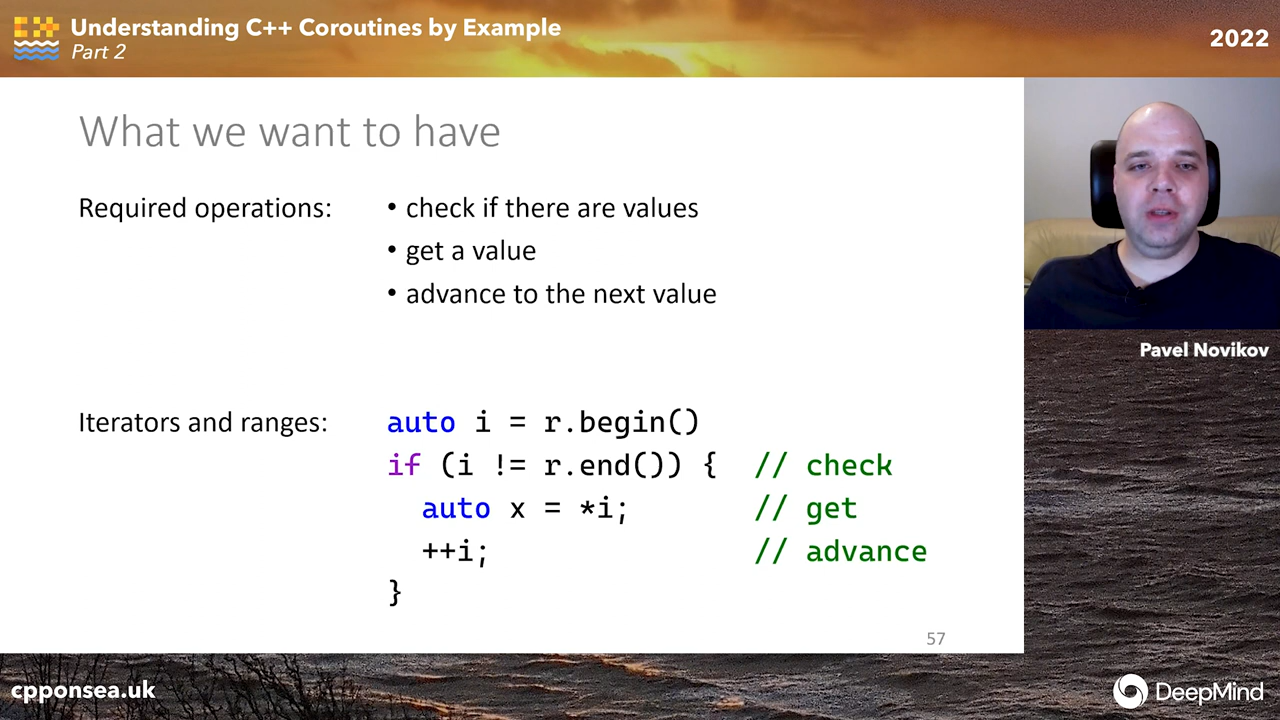 Understanding C++ Coroutines by Example
Part 2
2022
What we want to have
Required operations:
• check if there are values
• get a value
• advance to the next value
Pavel Novikov
Iterators and ranges:
auto i = r.begin()
if (i != r.end()) { // check
auto x = *i; // get
++i; // advance
}
57
cpponsea.uk
DeepMind